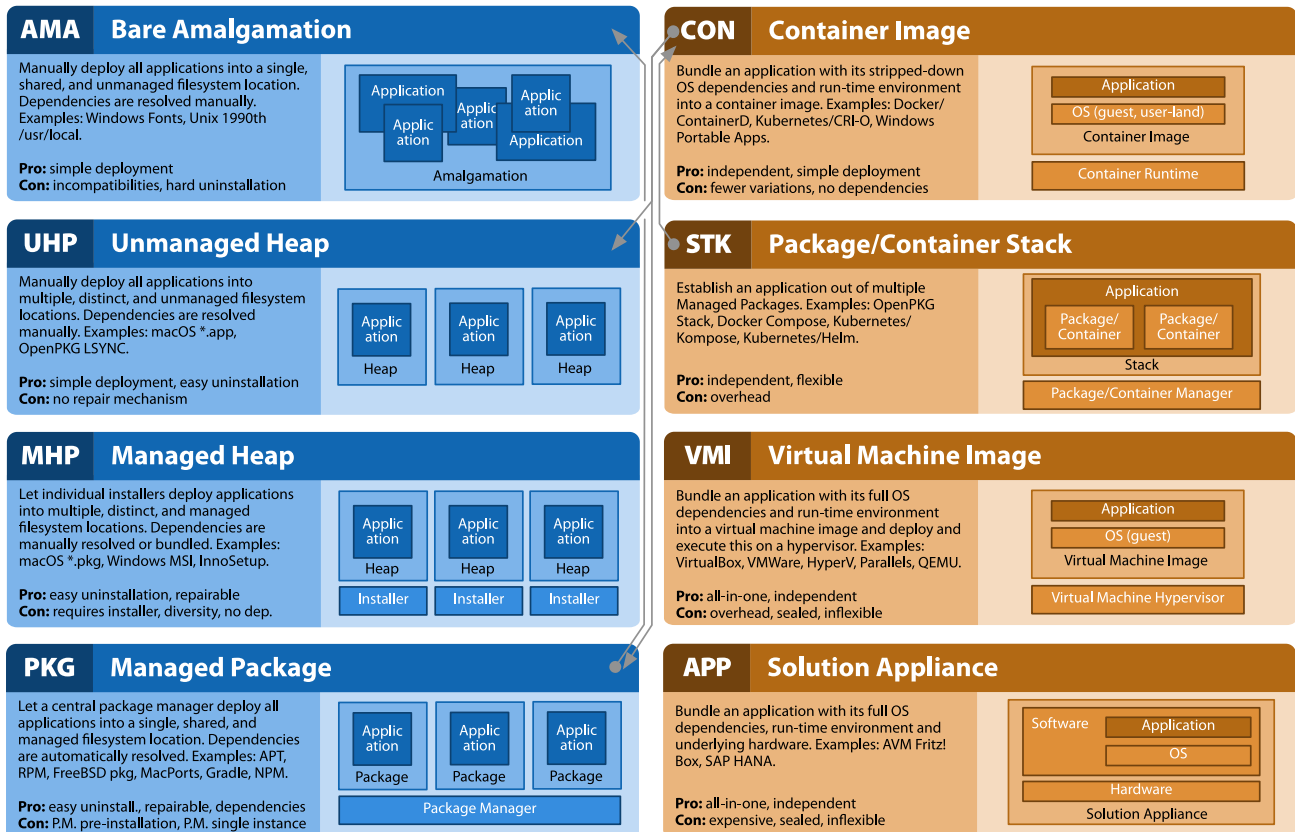 AMA Bare Amalgamation
Manually deploy all applications into a single,
shared, and unmanaged filesystem location.
Dependencies are resolved manually.
Examples: Windows Fonts, Unix 1990th
/usr/local.
Pro: simple deployment
Con: incompatibilities, hard uninstallation
Application
Applic
ation
Applic
ation
Applic
ation
Application
Amalgamation
UHP Unmanaged Heap
Manually deploy all applications into
multiple, distinct, and unmanaged filesystem
locations. Dependencies are resolved
manually. Examples: macOS *.app,
OpenPKG LSYNC.
Pro: simple deployment, easy uninstallation
Con: no repair mechanism
Applic
ation
Heap
Applic
ation
Heap
Applic
ation
Heap
MHP Managed Heap
Let individual installers deploy applications
into multiple, distinct, and managed
filesystem locations. Dependencies are
manually resolved or bundled. Examples:
macOS *.pkg, Windows MSI, InnoSetup.
Pro: easy uninstallation, repairable
Con: requires installer, diversity, no dep.
Applic
ation
Heap
Installer
Applic
ation
Heap
Installer
Applic
ation
Heap
Installer
PKG Managed Package
Let a central package manager deploy all
applications into a single, shared, and
managed filesystem location. Dependencies
are automatically resolved. Examples: APT,
RPM, FreeBSD pkg, MacPorts, Gradle, NPM.
Pro: easy uninstall., repairable, dependencies
Con: P.M. pre-installation, P.M. single instance
Applic
ation
Package
Applic
ation
Package
Applic
ation
Package
Package Manager
CON Container Image
Bundle an application with its stripped-down
OS dependencies and run-time environment
into a container image. Examples: Docker/
ContainerD, Kubernetes/CRI-O, Windows
Portable Apps.
Pro: independent, simple deployment
Con: fewer variations, no dependencies
Application
OS (guest, user-land)
Container Image
Container Runtime
STK Package/Container Stack
Establish an application out of multiple
Managed Packages. Examples: OpenPKG
Stack, Docker Compose, Kubernetes/
Kompose, Kubernetes/Helm.
Pro: independent, flexible
Con: overhead
Application
Package/
Container
Package/
Container
Stack
Package/Container Manager
VMI Virtual Machine Image
Bundle an application with its full OS
dependencies and run-time environment
into a virtual machine image and deploy and
execute this on a hypervisor. Examples:
VirtualBox, VMWare, HyperV, Parallels, QEMU.
Pro: all-in-one, independent
Con: overhead, sealed, inflexible
Application
OS (guest)
Virtual Machine Image
Virtual Machine Hypervisor
APP Solution Appliance
Bundle an application with its full OS
dependencies, run-time environment and
underlying hardware. Examples: AVM Fritz!
Box, SAP HANA.
Pro: all-in-one, independent
Con: expensive, sealed, inflexible
Software
Application
OS
Hardware
Solution Appliance